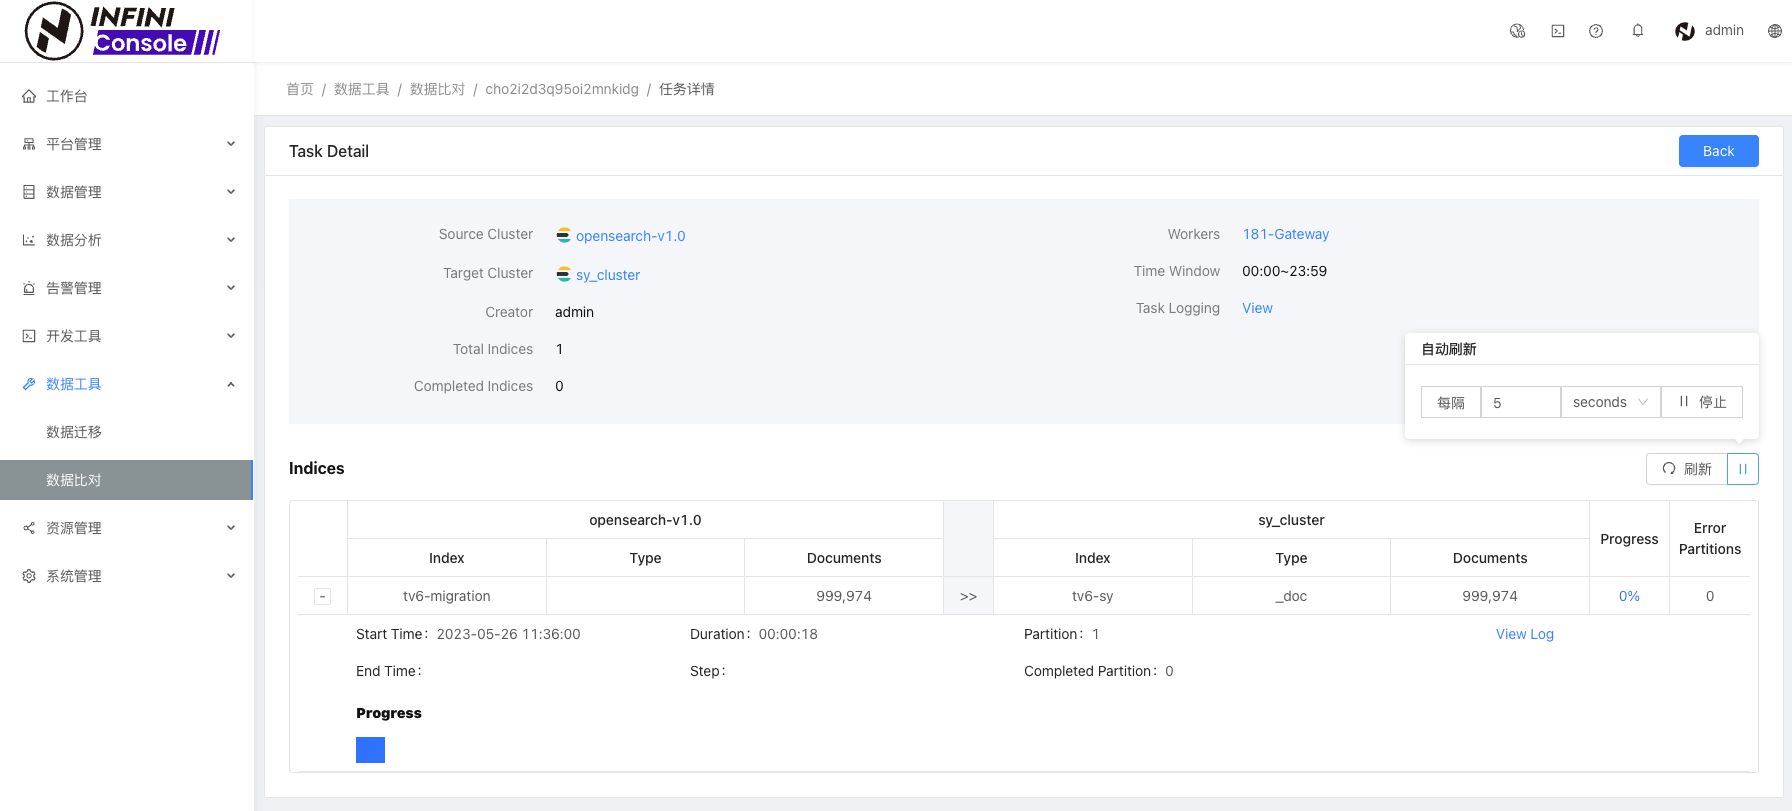 INFINI
Console
admin
工作台
平台管理
数据管理
数据分析
告警管理
开发工具
数据工具
数据迁移
数据比对
资源管理
系统管理
首页 / 数据工具 / 数据比对 / cho2i2d3q95oi2mnkidg / 任务详情
Task Detail
Back
Source Cluster opensearch-v1.0
Target Cluster sy_cluster
Creator admin
Total Indices 1
Completed Indices 0
Workers 181-Gateway
Time Window 00:00~23:59
Task Logging View
自动刷新
每隔 5 seconds 停止
Indices
刷新
opensearch-v1.0 sy_cluster Progress Error Partitions
Index Type Documents Index Type Documents
- tv6-migration 999,974 >> tv6-sy _doc 999,974 0% 0
Start Time: 2023-05-26 11:36:00 Duration: 00:00:18 Partition: 1 View Log
End Time: Step: Completed Partition: 0
Progress